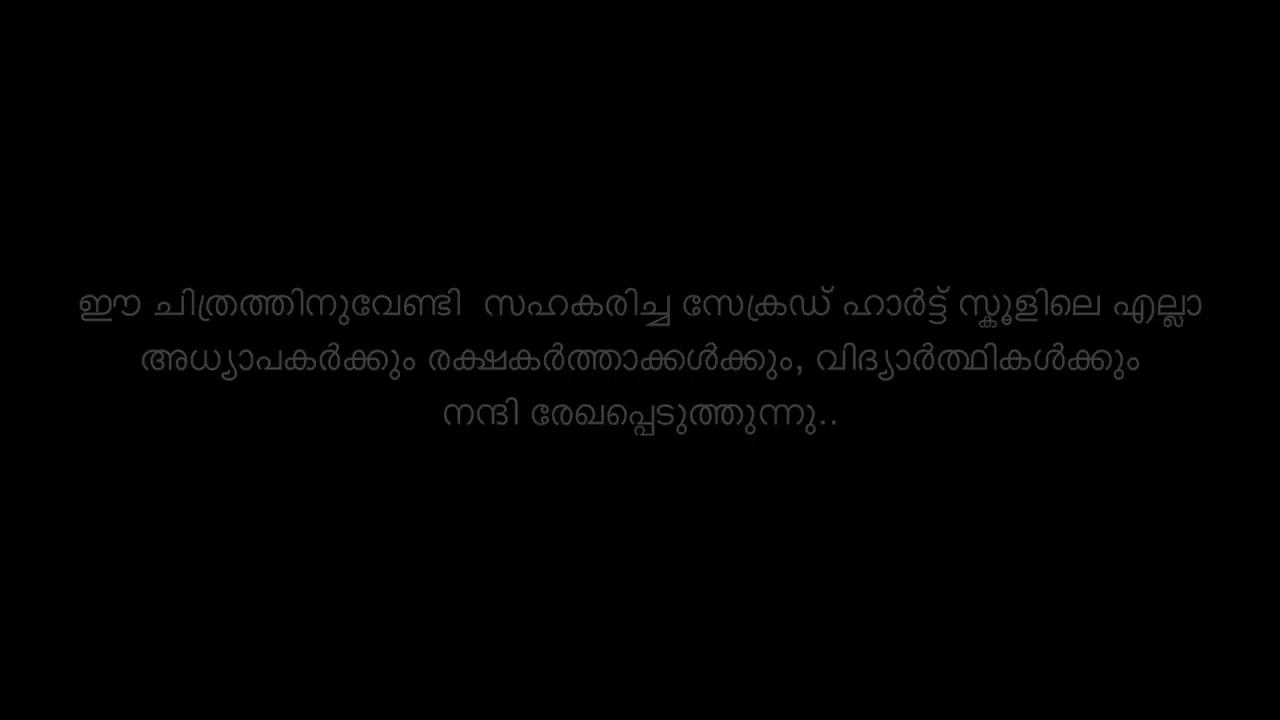 ഈ ചിത്രത്തിനുവേണ്ടി സഹകരിച്ച സേക്രഡ് ഹാർട്ട് സ്കൂളിലെ എല്ലാ
അധ്യാപകർക്കും രക്ഷകർത്താക്കൾക്കും, വിദ്യാർത്ഥികൾക്കും
നന്ദി രേഖപ്പെടുത്തുന്നു..